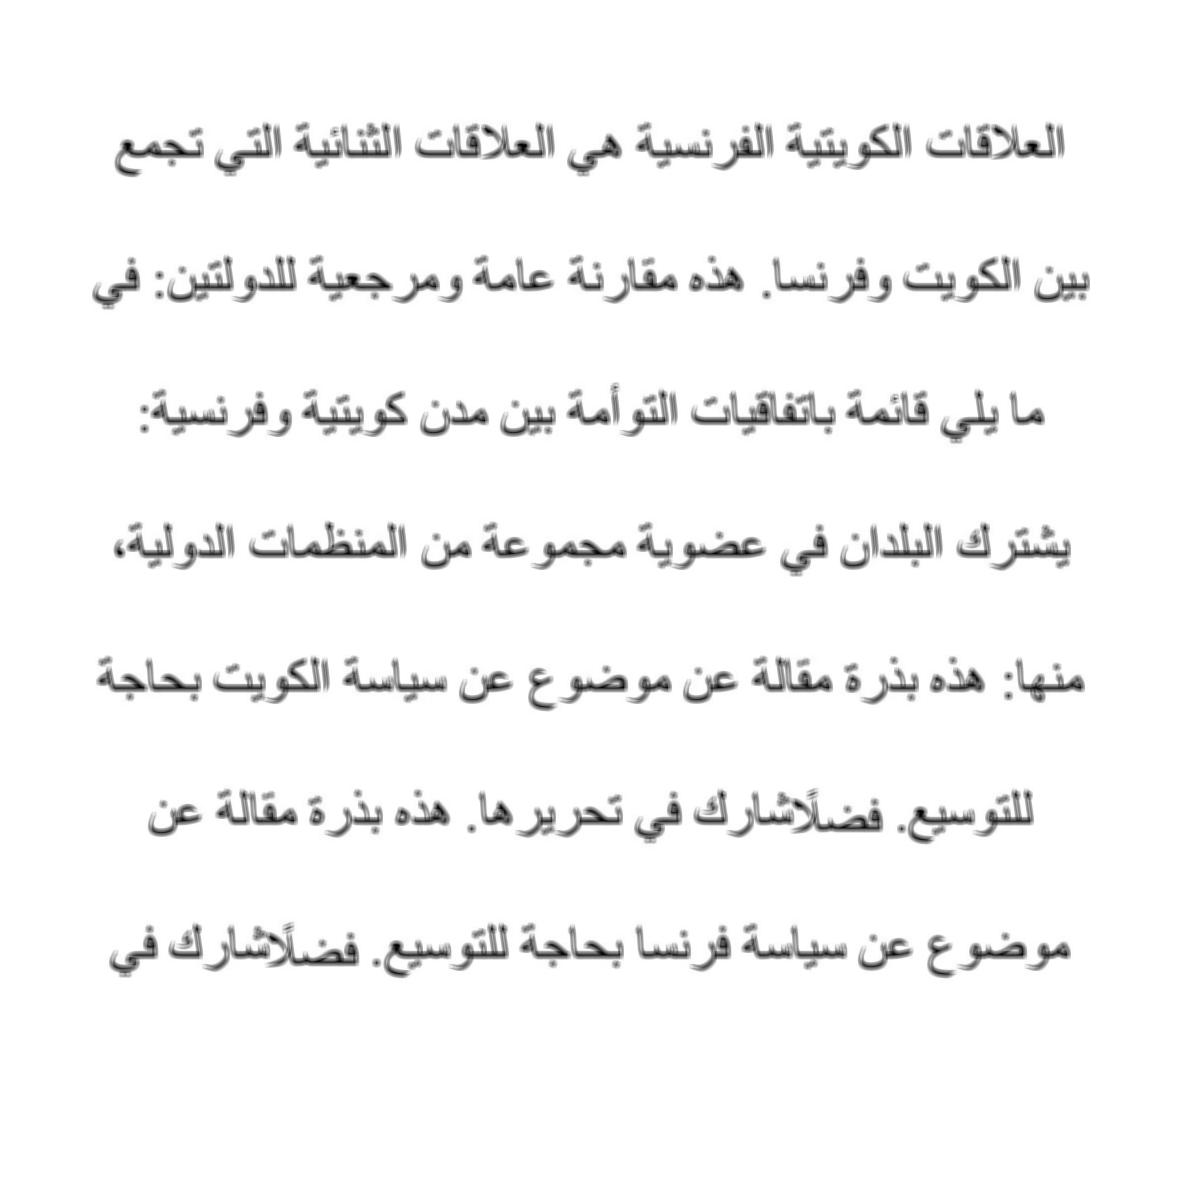 العلاقات الكويتية الفرنسية هي العلاقات الثنائية التي تجمع
بين الكويت وفرنسا. هذه مقارنة عامة ومرجعية للدولتين: في
ما يلي قائمة باتفاقيات التوأمة بين مدن كويتية وفرنسية:
يشترك البلدان في عضوية مجموعة من المنظمات الدولية،
منها: هذه بذرة مقالة عن موضوع عن سياسة الكويت بحاجة
للتوسيع. فضلًاشارك في تحريرها. هذه بذرة مقالة عن
موضوع عن سياسة فرنسا بحاجة للتوسيع. فضلًاشارك في